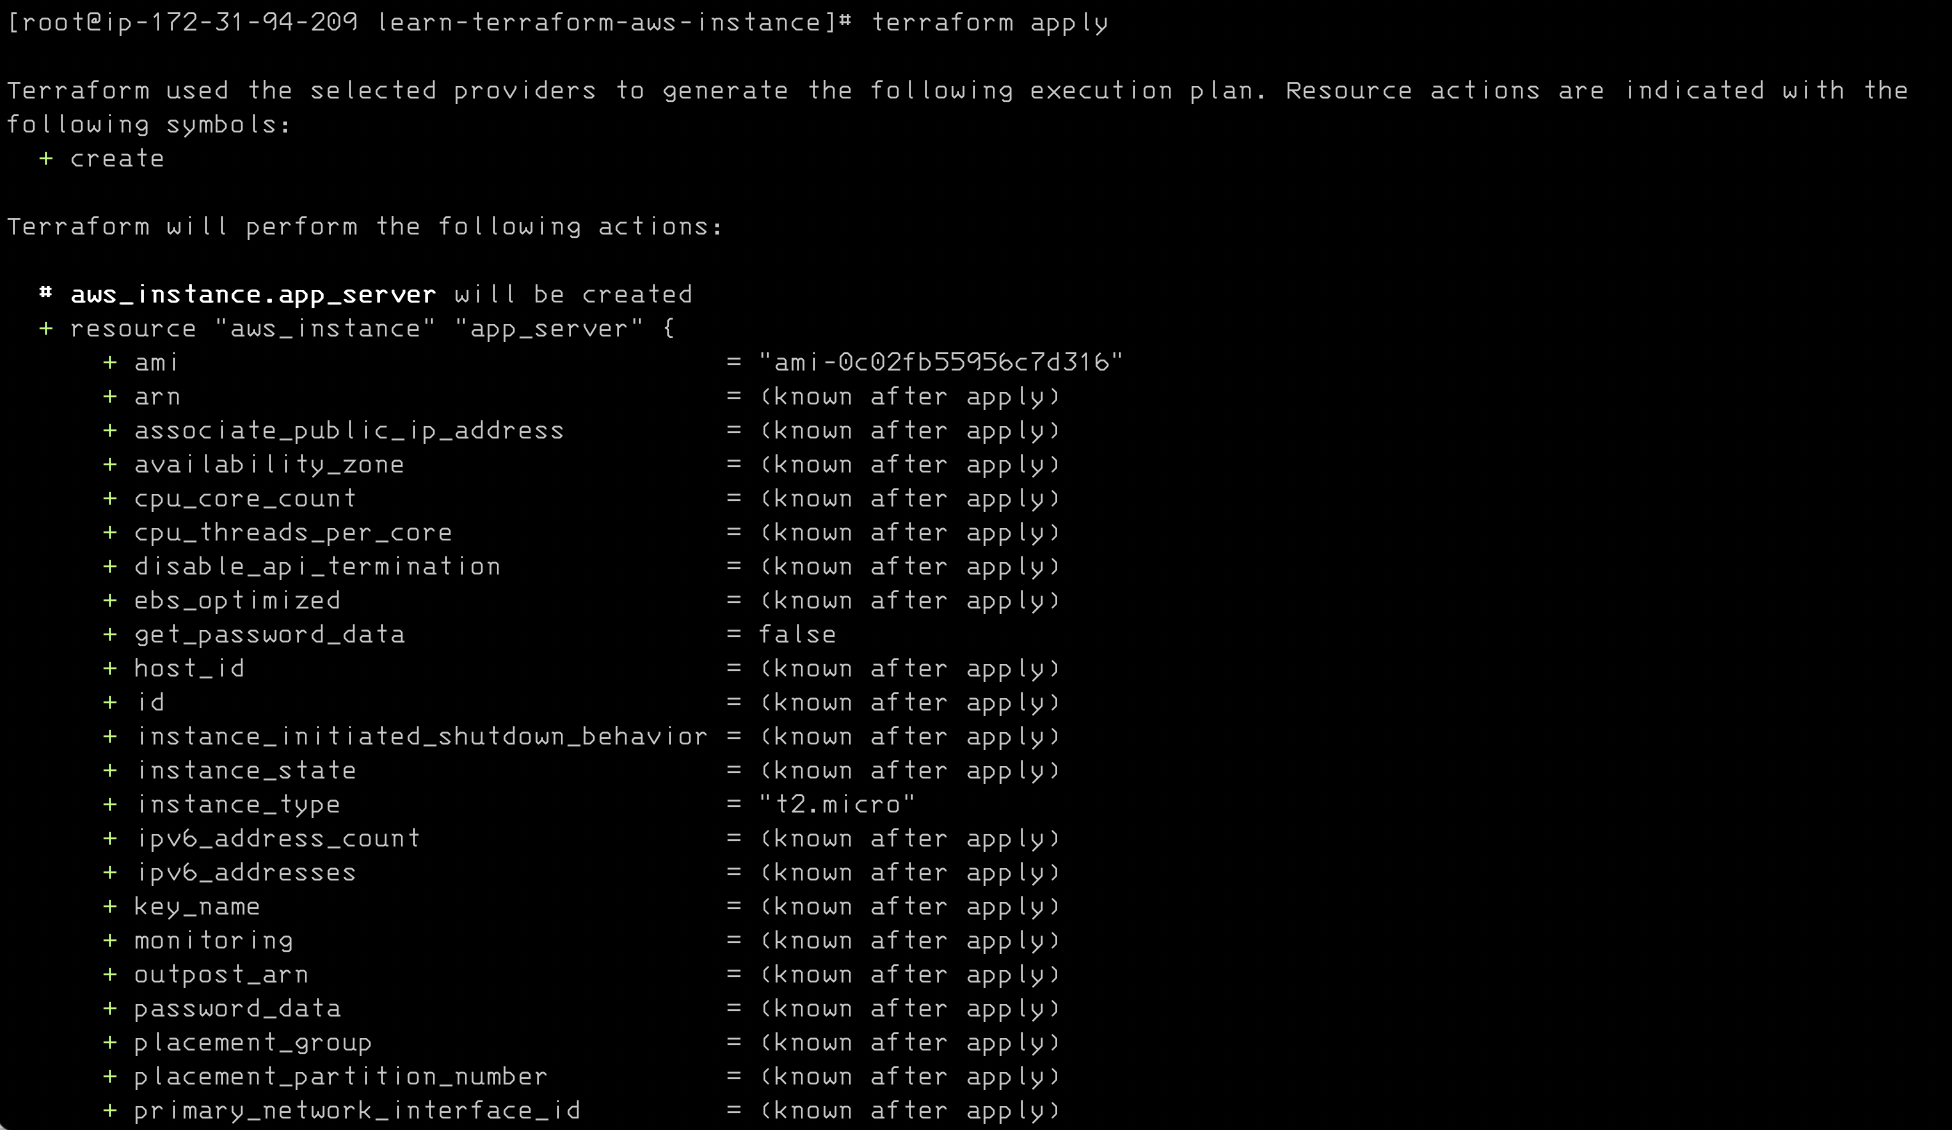 [root@ip-172-31-94-209 learn-terraform-aws-instance]# terraform apply
Terraform used the selected providers to generate the following execution plan. Resource actions are indicated with the
following symbols:
  + create
Terraform will perform the following actions:
  # aws_instance.app_server will be created
  + resource "aws_instance" "app_server" {
      + ami                                  = "ami-0c02fb55956c7d316"
      + arn                                  = (known after apply)
      + associate_public_ip_address          = (known after apply)
      + availability_zone                    = (known after apply)
      + cpu_core_count                       = (known after apply)
      + cpu_threads_per_core                 = (known after apply)
      + disable_api_termination              = (known after apply)
      + ebs_optimized                        = (known after apply)
      + get_password_data                    = false
      + host_id                              = (known after apply)
      + id                                   = (known after apply)
      + instance_initiated_shutdown_behavior = (known after apply)
      + instance_state                       = (known after apply)
      + instance_type                        = "t2.micro"
      + ipv6_address_count                   = (known after apply)
      + ipv6_addresses                       = (known after apply)
      + key_name                             = (known after apply)
      + monitoring                           = (known after apply)
      + outpost_arn                          = (known after apply)
      + password_data                        = (known after apply)
      + placement_group                      = (known after apply)
      + placement_partition_number           = (known after apply)
      + primary_network_interface_id         = (known after apply)